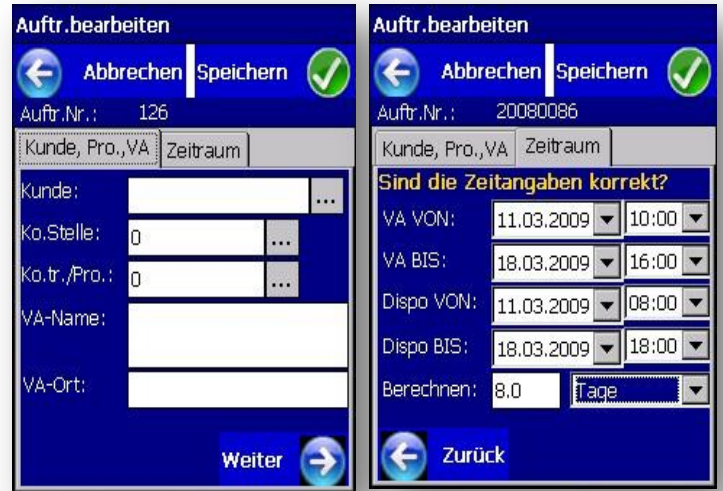 Auftr.bearbeiten
Abbrechen Speichern
Auftr.Nr.: 126
Kunde, Pro.,VA Zeitraum
Kunde: ...
Ko.Stelle: 0 ...
Ko.tr./Pro.: 0 ...
VA-Name:
VA-Ort:
Weiter
Auftr.bearbeiten
Abbrechen Speichern
Auftr.Nr.: 20080086
Kunde, Pro.,VA Zeitraum
Sind die Zeitangaben korrekt?
VA VON: 11.03.2009 10:00
VA BIS: 18.03.2009 16:00
Dispo VON: 11.03.2009 08:00
Dispo BIS: 18.03.2009 18:00
Berechnen: 8.0 Tage
Zurück